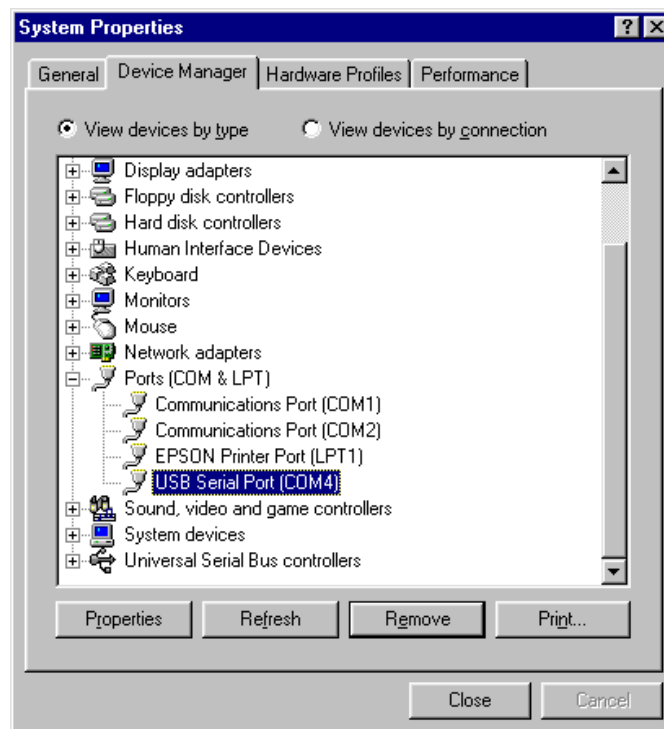 System Properties
General Device Manager Hardware Profiles Performance
View devices by type View devices by connection
Display adapters
Floppy disk controllers
Hard disk controllers
Human Interface Devices
Keyboard
Monitors
Mouse
Network adapters
Ports (COM & LPT)
Communications Port (COM1)
Communications Port (COM2)
EPSON Printer Port (LPT1)
USB Serial Port (COM4)
Sound, video and game controllers
System devices
Universal Serial Bus controllers
Properties Refresh Remove Print...
Close Cancel